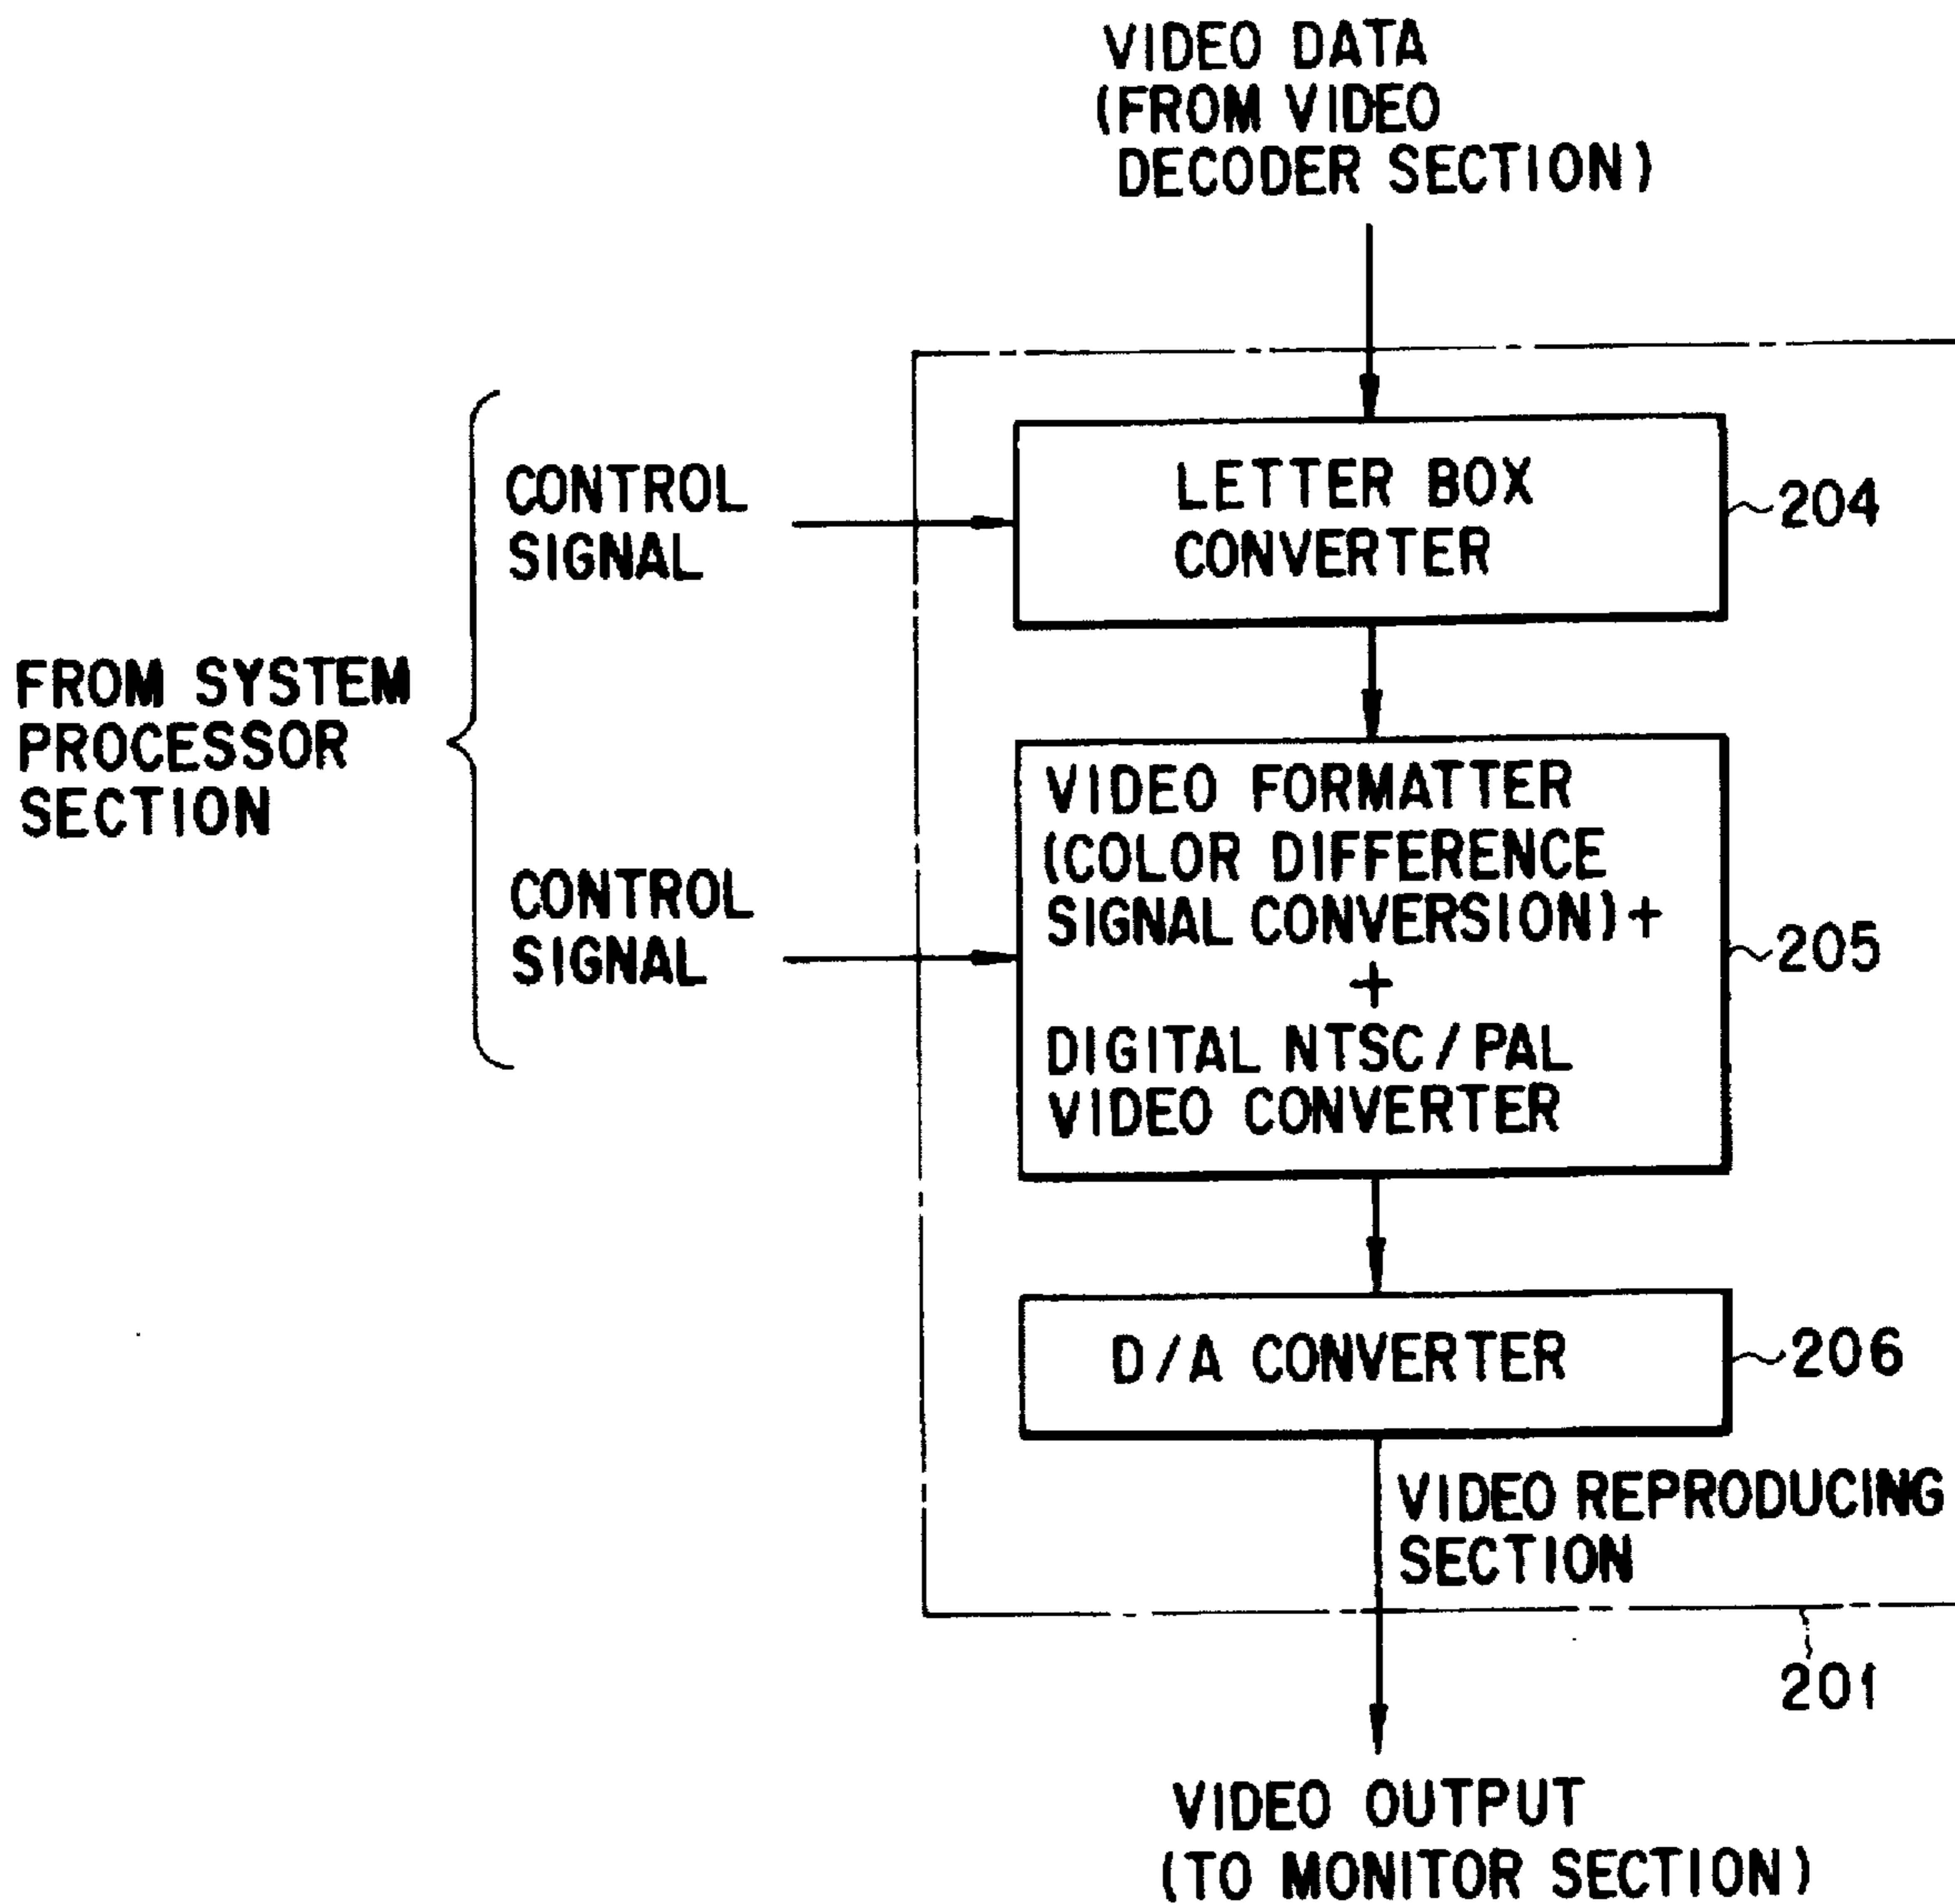 VIDEO DATA
(FROM VIDEO
DECODER SECTION)
CONTROL
SIGNAL
LETTER BOX
CONVERTER
204
FROM SYSTEM
PROCESSOR
SECTION
CONTROL
SIGNAL
VIDEO FORMATTER
(COLOR DIFFERENCE
SIGNAL CONVERSION)+
+
DIGITAL NTSC/PAL
VIDEO CONVERTER
205
D/A CONVERTER
206
VIDEO REPRODUCING
SECTION
201
VIDEO OUTPUT
(TO MONITOR SECTION)